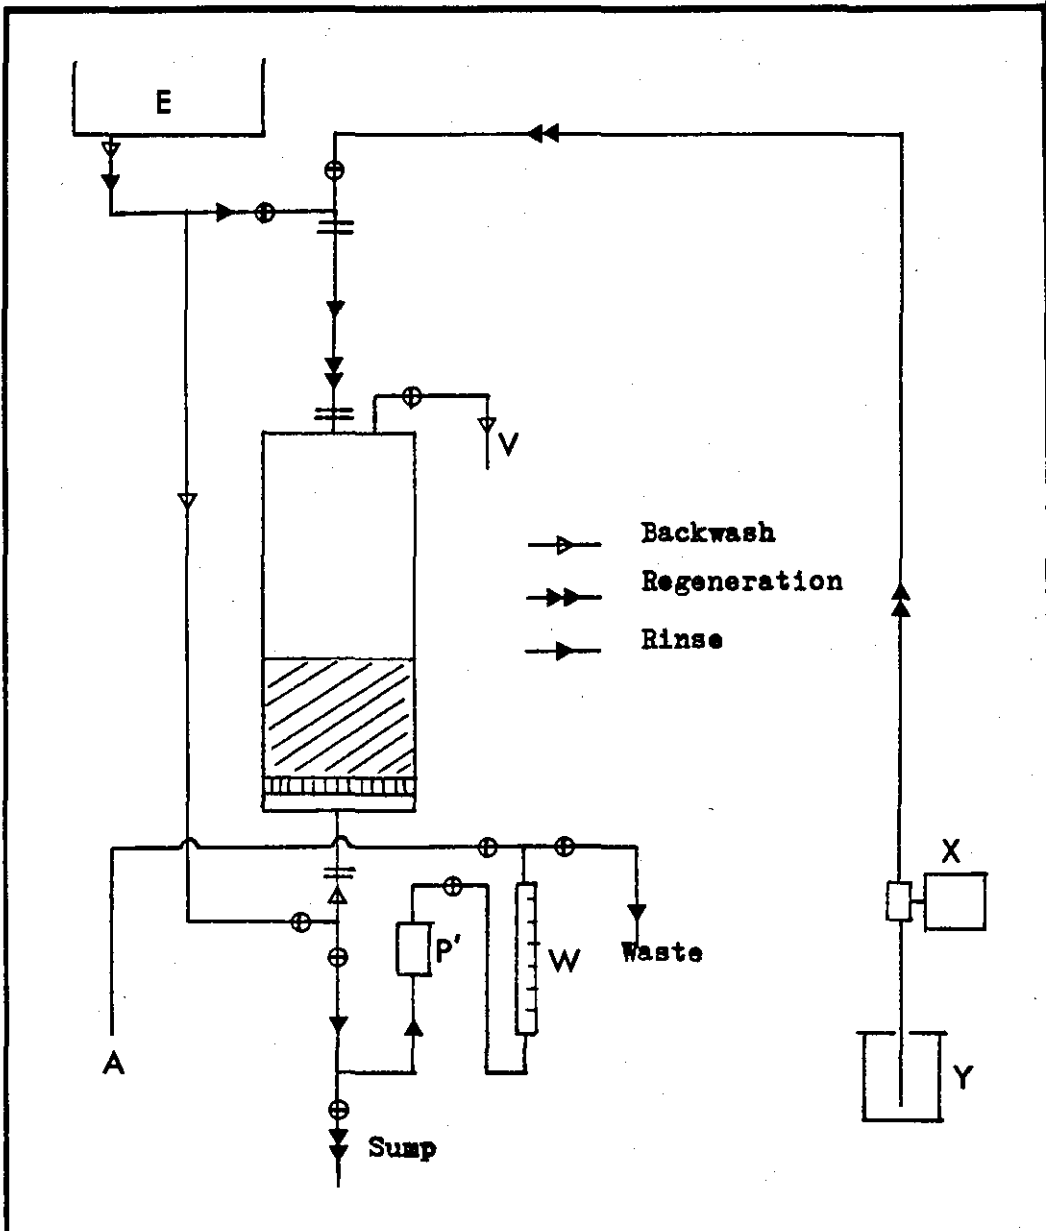 E
V
Backwash
Regeneration
Rinse
X
P'
W
Waste
A
Y
Sump